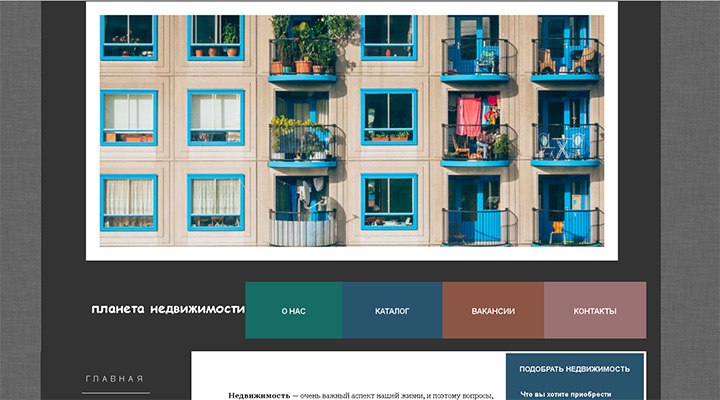 планета недвижимости
О НАС
КАТАЛОГ
ВАКАНСИИ
КОНТАКТЫ
ГЛАВНАЯ
ПОДОБРАТЬ НЕДВИЖИМОСТЬ
Недвижимость — очень важный аспект нашей жизни, и поэтому вопросы,
Что вы хотите приобрести